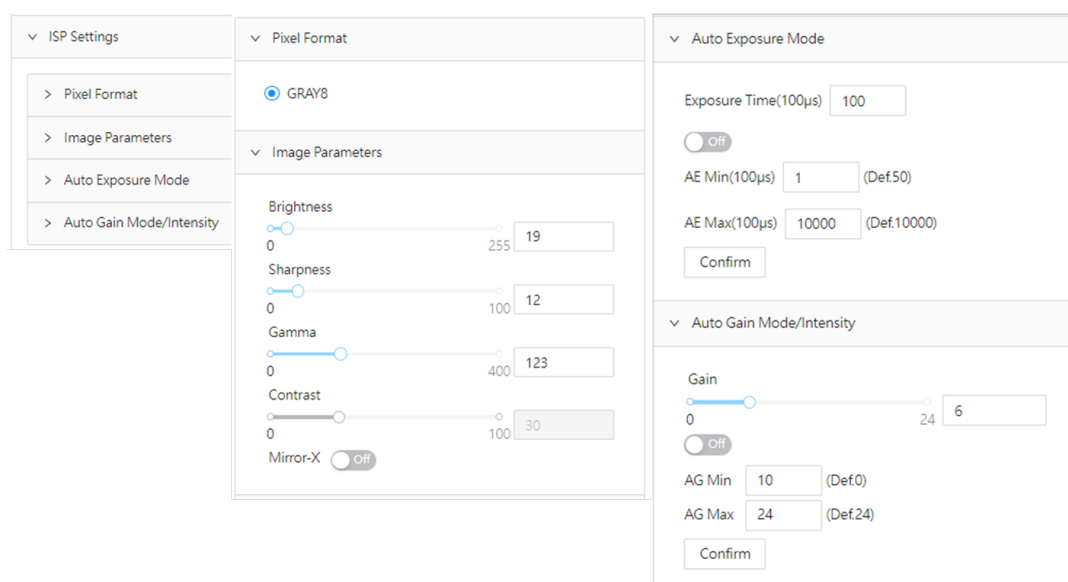 ISP Settings
Pixel Format
Image Parameters
Auto Exposure Mode
Auto Gain Mode/Intensity
Pixel Format
GRAY8
Image Parameters
Brightness
0 255 19
Sharpness
0 100 12
Gamma
0 400 123
Contrast
0 100 30
Mirror-X Off
Auto Exposure Mode
Exposure Time(100µs) 100
Off
AE Min(100µs) 1 (Def.50)
AE Max(100µs) 10000 (Def.10000)
Confirm
Auto Gain Mode/Intensity
Gain
0 24 6
Off
AG Min 10 (Def.0)
AG Max 24 (Def.24)
Confirm